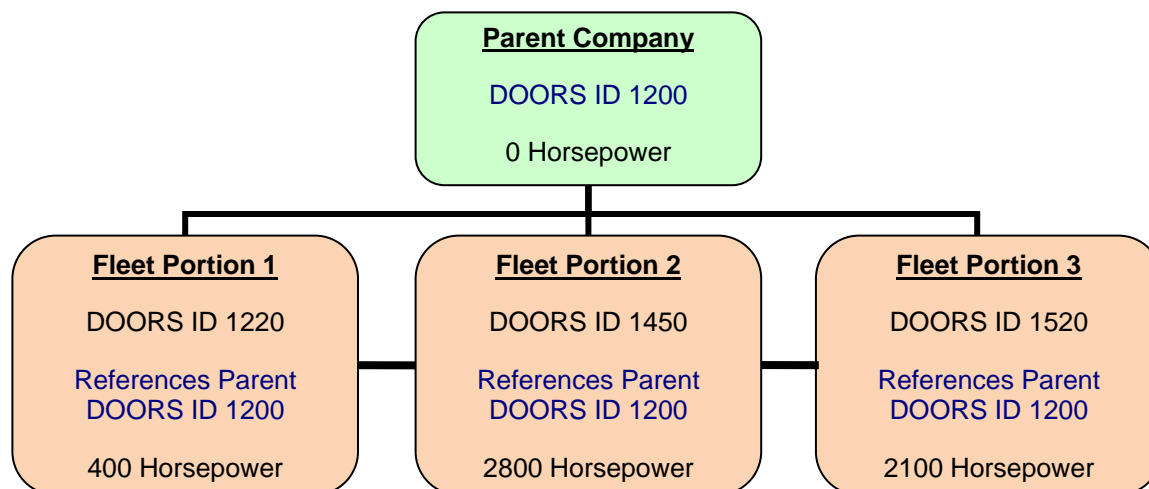 Parent Company
DOORS ID 1200
0 Horsepower
Fleet Portion 1
DOORS ID 1220
References Parent
DOORS ID 1200
400 Horsepower
Fleet Portion 2
DOORS ID 1450
References Parent
DOORS ID 1200
2800 Horsepower
Fleet Portion 3
DOORS ID 1520
References Parent
DOORS ID 1200
2100 Horsepower